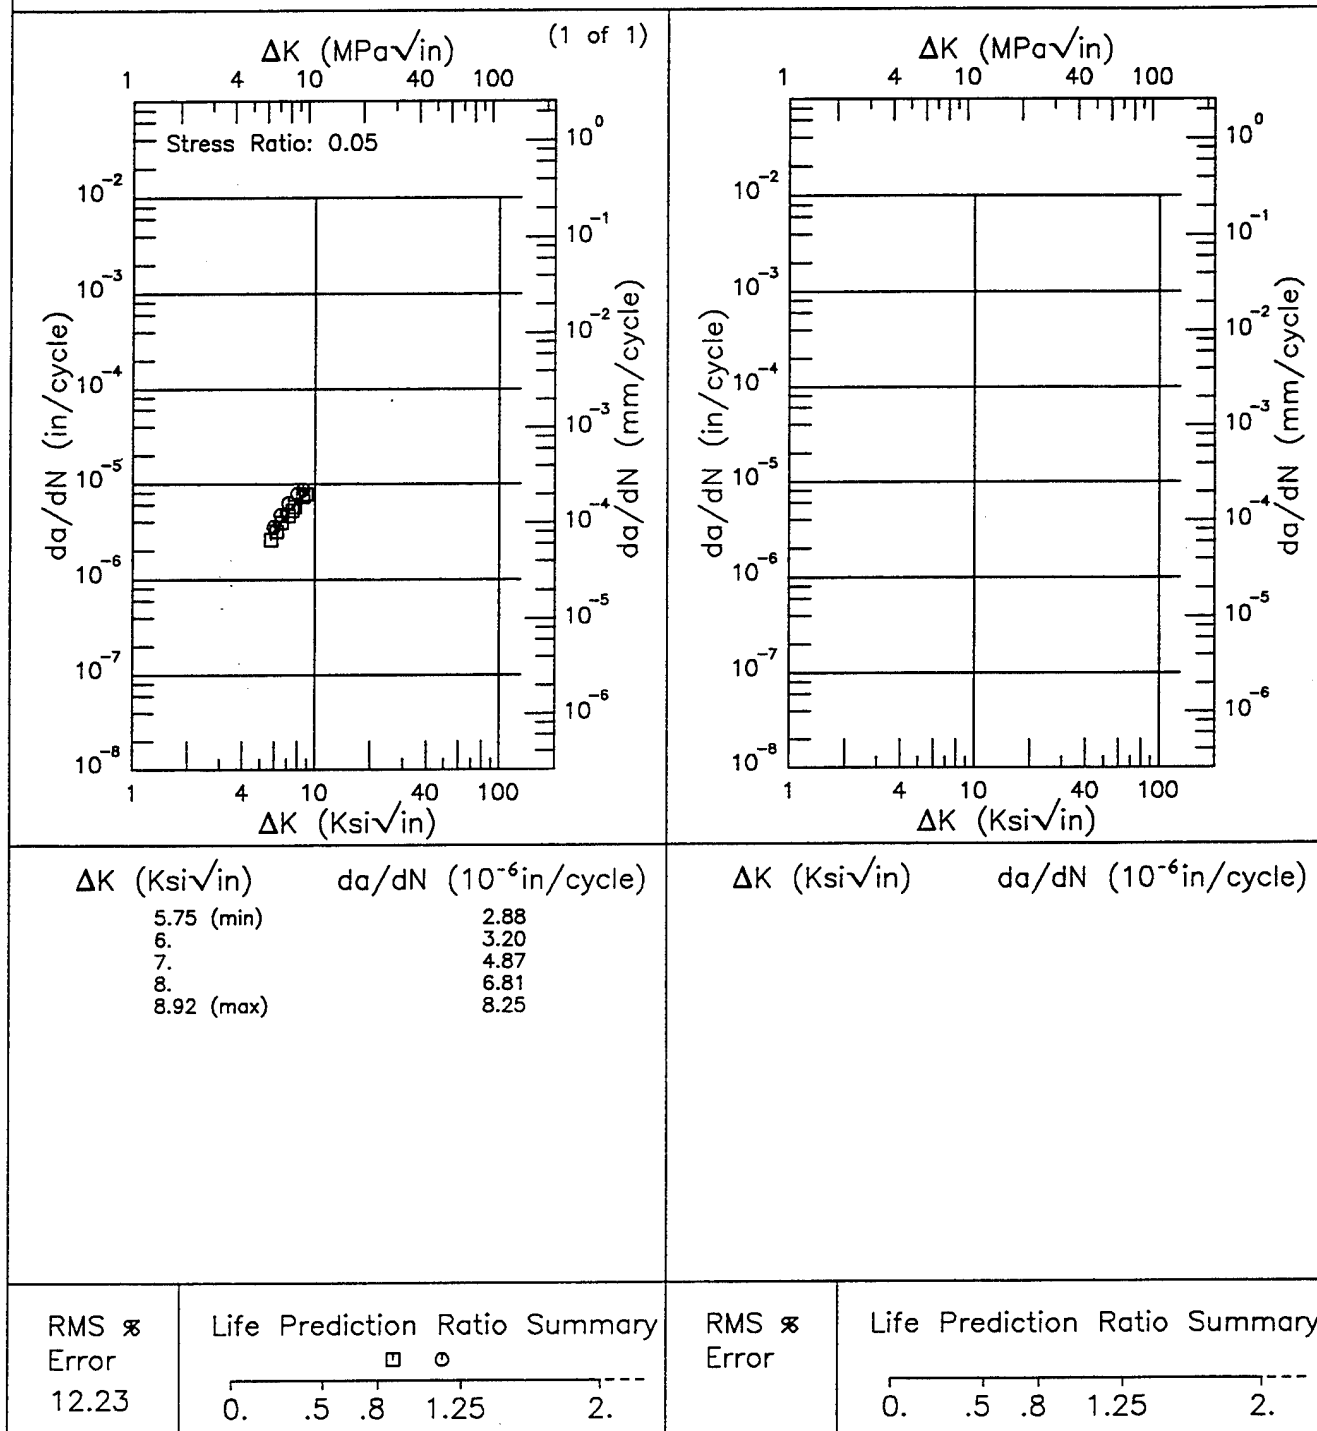 (1 of 1)
ΔK (MPa√in)
1 4 10 40 100
Stress Ratio: 0.05
10⁰
10⁻¹
10⁻²
10⁻³
10⁻⁴
10⁻⁵
10⁻⁶
da/dN (mm/cycle)
10⁻²
10⁻³
10⁻⁴
10⁻⁵
10⁻⁶
10⁻⁷
10⁻⁸
da/dN (in/cycle)
1 4 10 40 100
ΔK (Ksi√in)
ΔK (MPa√in)
1 4 10 40 100
10⁰
10⁻¹
10⁻²
10⁻³
10⁻⁴
10⁻⁵
10⁻⁶
da/dN (mm/cycle)
10⁻²
10⁻³
10⁻⁴
10⁻⁵
10⁻⁶
10⁻⁷
10⁻⁸
da/dN (in/cycle)
1 4 10 40 100
ΔK (Ksi√in)
ΔK (Ksi√in) da/dN (10⁻⁶in/cycle)
5.75 (min) 2.88
6. 3.20
7. 4.87
8. 6.81
8.92 (max) 8.25
ΔK (Ksi√in) da/dN (10⁻⁶in/cycle)
RMS %
Error
12.23
Life Prediction Ratio Summary
0. .5 .8 1.25 2.
RMS %
Error
Life Prediction Ratio Summary
0. .5 .8 1.25 2.